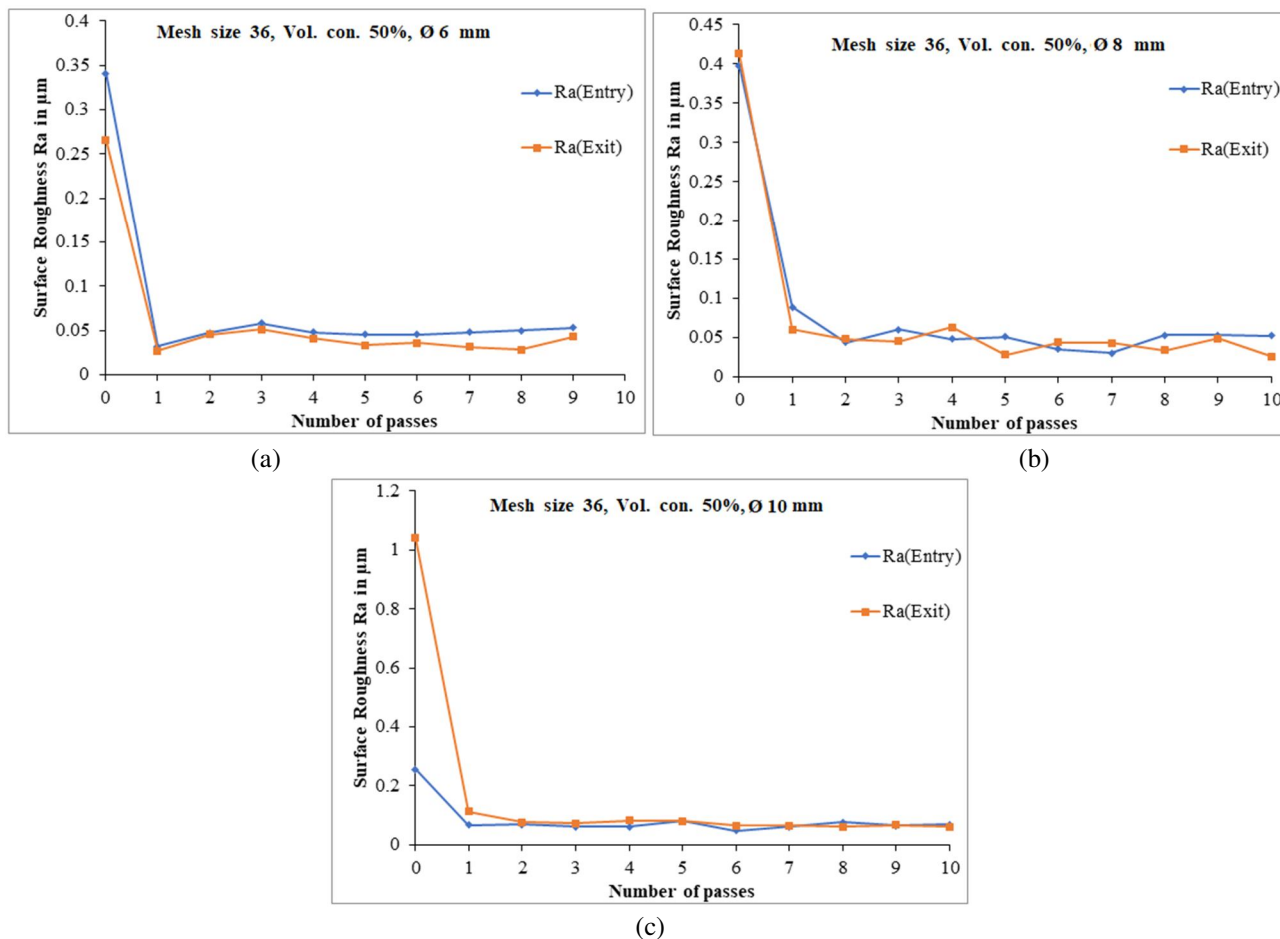 Mesh size 36, Vol. con. 50%, Ø 6 mm
Surface Roughness Ra in µm
0.4
0.35
0.3
0.25
0.2
0.15
0.1
0.05
0
Ra(Entry)
Ra(Exit)
0 1 2 3 4 5 6 7 8 9 10
Number of passes
(a)
Mesh size 36, Vol. con. 50%, Ø 8 mm
Surface Roughness Ra in µm
0.45
0.4
0.35
0.3
0.25
0.2
0.15
0.1
0.05
0
Ra(Entry)
Ra(Exit)
0 1 2 3 4 5 6 7 8 9 10
Number of passes
(b)
Mesh size 36, Vol. con. 50%, Ø 10 mm
Surface Roughness Ra in µm
1.2
1
0.8
0.6
0.4
0.2
0
Ra(Entry)
Ra(Exit)
0 1 2 3 4 5 6 7 8 9 10
Number of passes
(c)